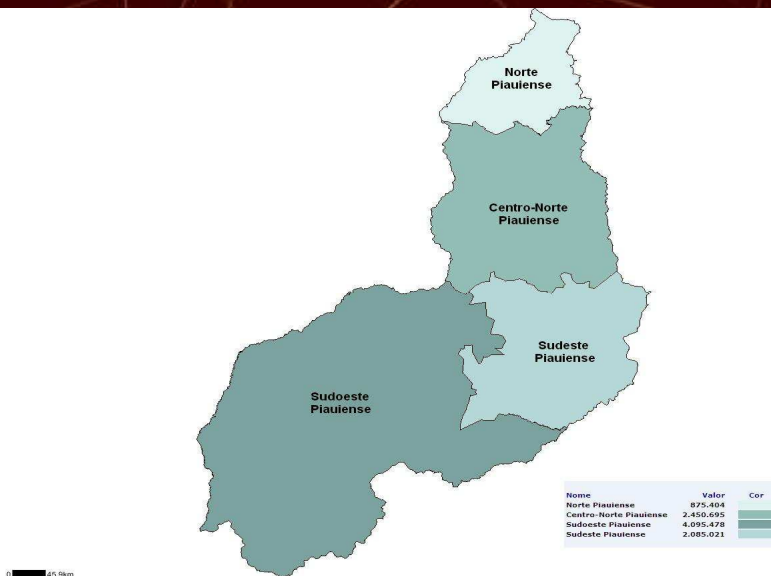 Norte
Piauiense
Centro-Norte
Piauiense
Sudeste
Piauiense
Sudoeste
Piauiense
Nome Valor Cor
Norte Piauiense 875.404
Centro-Norte Piauiense 2.450.695
Sudoeste Piauiense 4.095.478
Sudeste Piauiense 2.085.021
0 45.9km